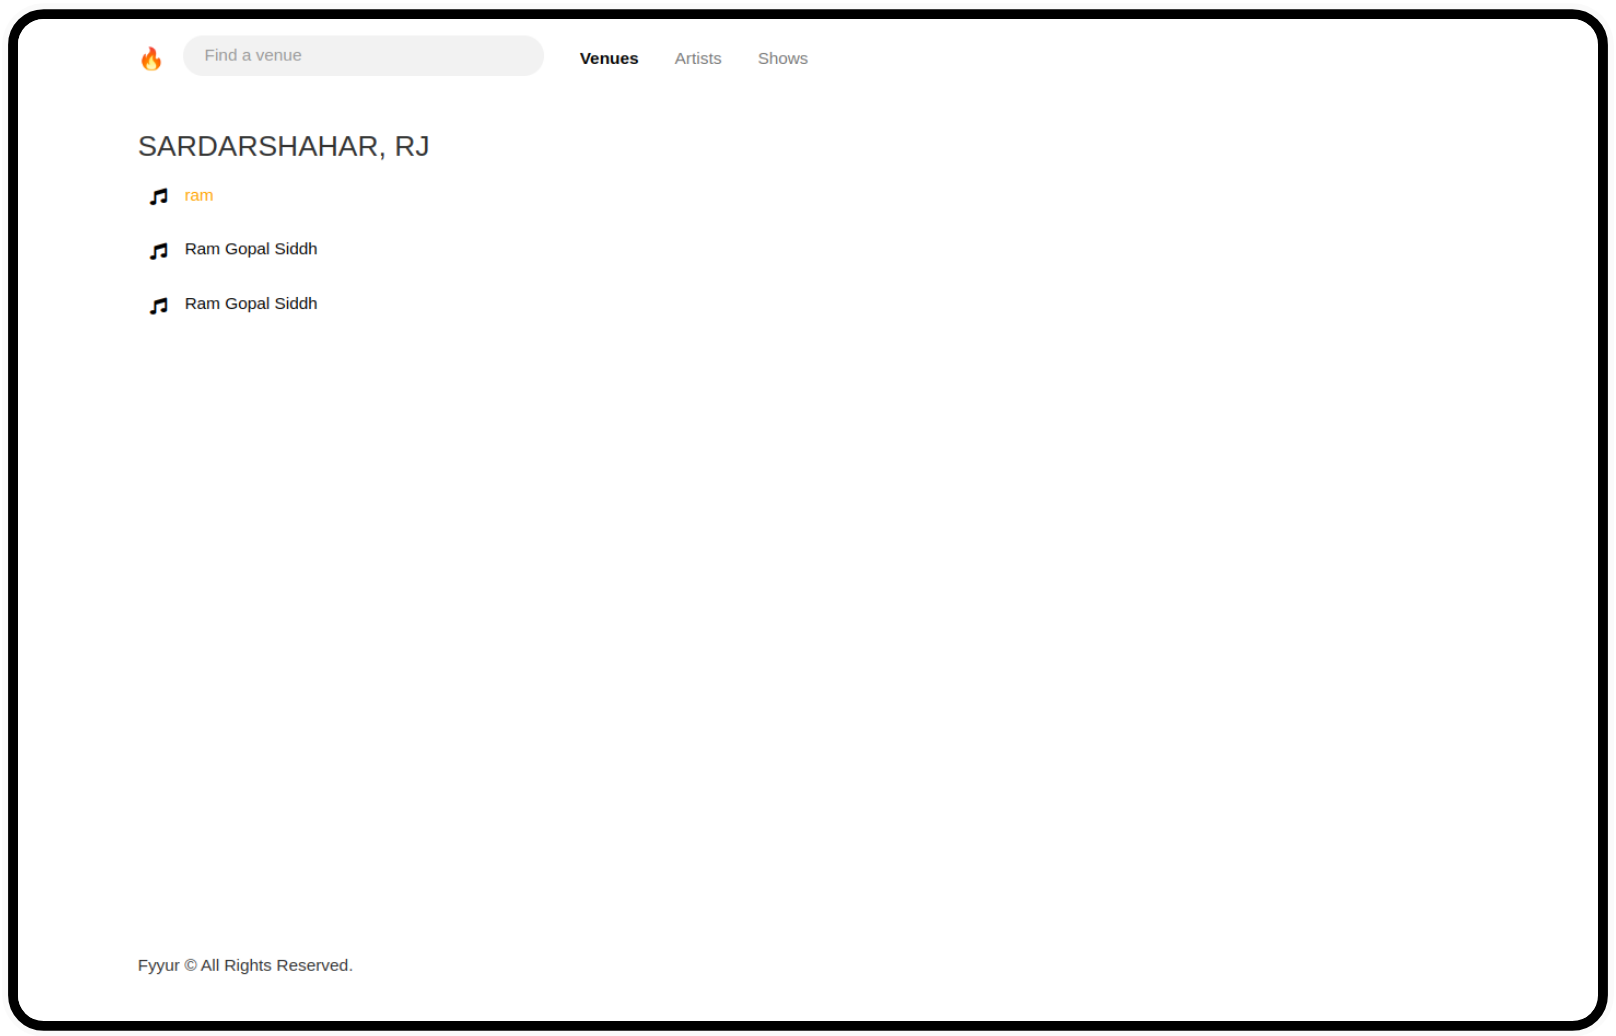 Find a venue
Venues Artists Shows
SARDARSHAHAR, RJ
ram
Ram Gopal Siddh
Ram Gopal Siddh
Fyyur © All Rights Reserved.